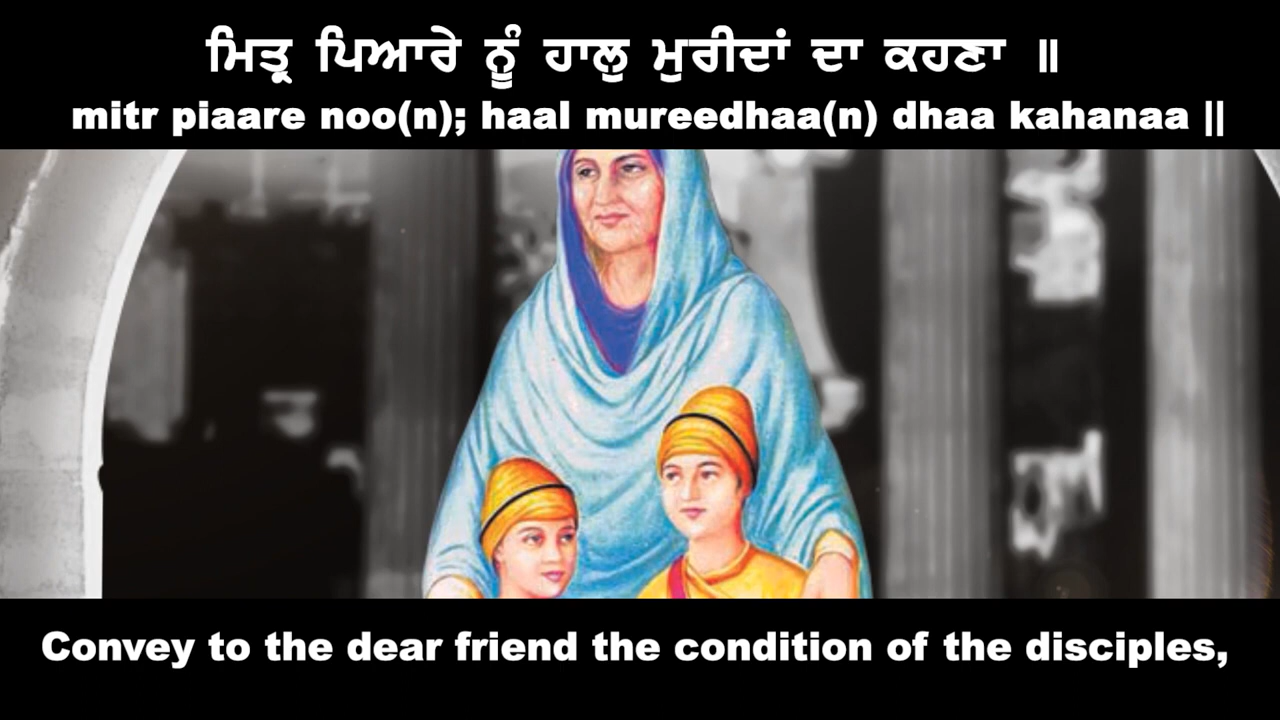 ਮਿਤ੍ਰ ਪਿਆਰੇ ਨੂੰ ਹਾਲੁ ਮੁਰੀਦਾਂ ਦਾ ਕਹਣਾ ॥
mitr piaare noo(n); haal mureedhaa(n) dhaa kahanaa ||
Convey to the dear friend the condition of the disciples,